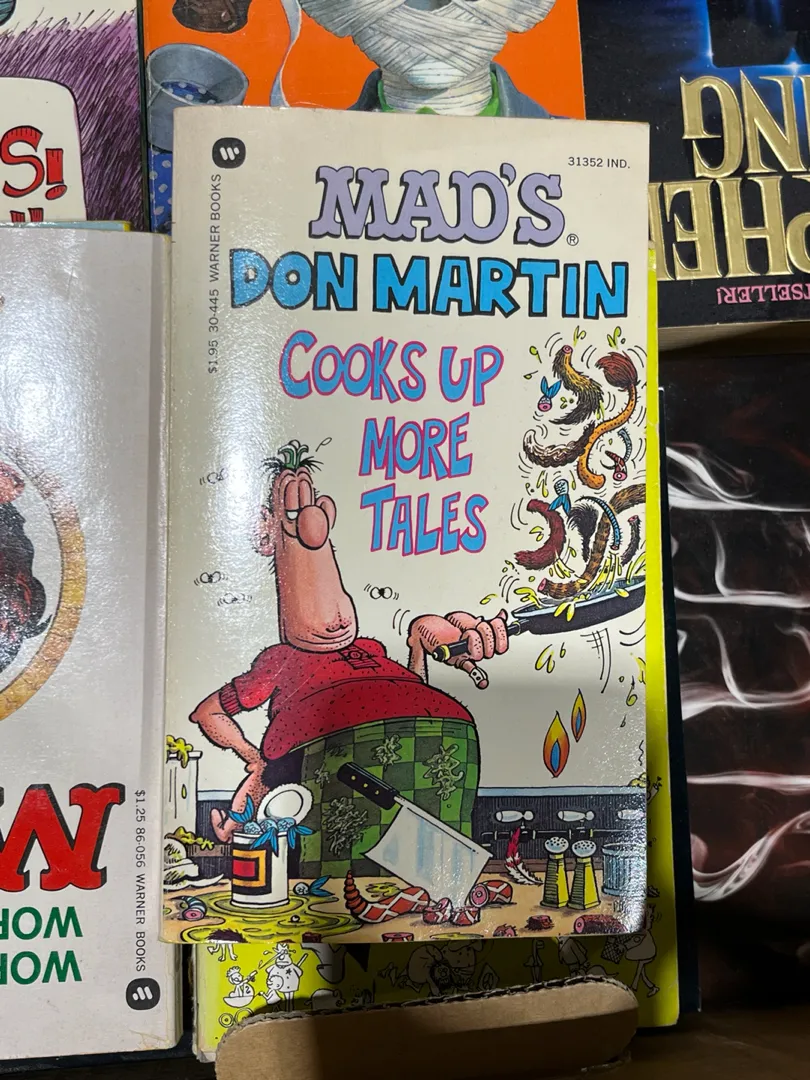 31352 IND.
$1.95 30-445 WARNER BOOKS
MAD'S®
DON MARTIN
COOKS UP
MORE
TALES
S!
$1.25 86-056 WARNER BOOKS